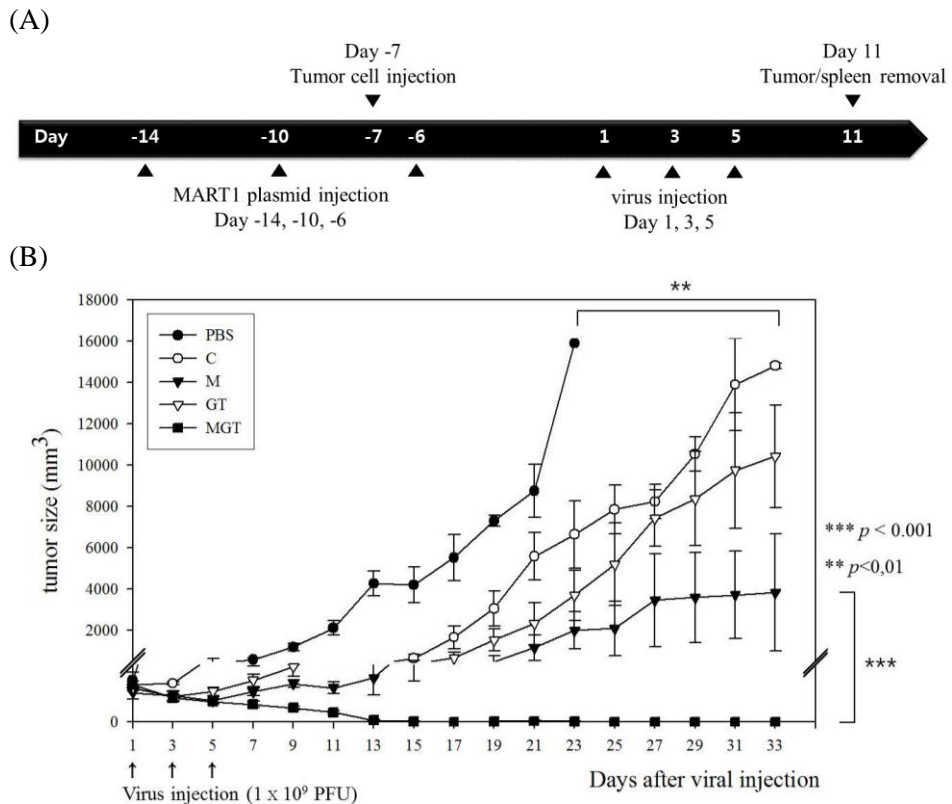 (A)
Day -7
Tumor cell injection
Day 11
Tumor/spleen removal
Day -14 -10 -7 -6 1 3 5 11
MART1 plasmid injection
Day -14, -10, -6
virus injection
Day 1, 3, 5
(B)
**
18000
16000
14000
12000
10000
8000
6000
4000
2000
0
tumor size (mm³)
PBS
C
M
GT
MGT
*** p < 0.001
** p<0,01
***
1 3 5 7 9 11 13 15 17 19 21 23 25 27 29 31 33
Virus injection (1 x 10⁹ PFU)
Days after viral injection